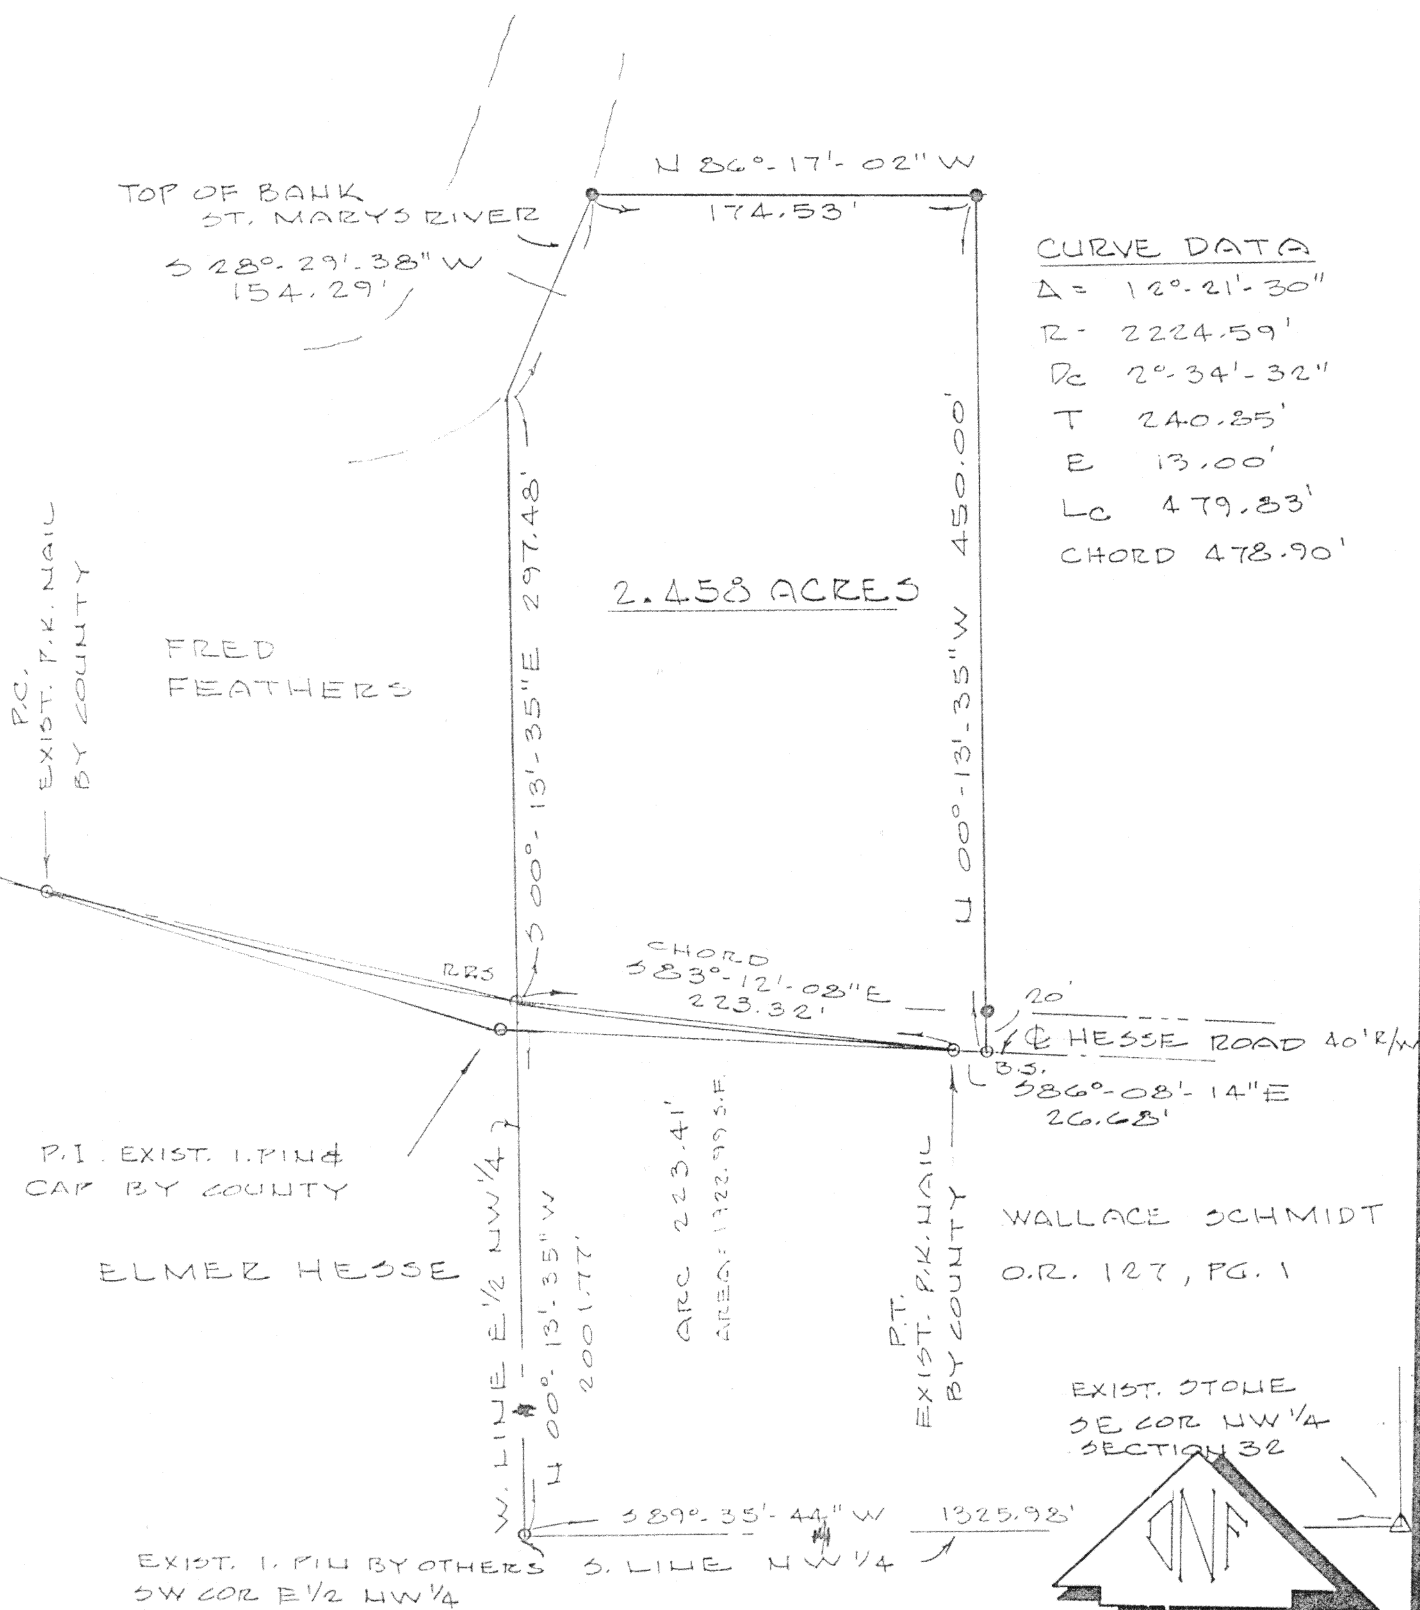 N 86°-17'-02" W
174.53'
TOP OF BANK
ST. MARYS RIVER
S 28°-29'-38" W
154.29'
CURVE DATA
Δ = 12°-21'-30"
R - 2224.59'
Dc 2°-34'-32"
T 240.85'
E 13.00'
Lc 479.83'
CHORD 478.90'
S 00°-13'-35" E 297.48'
N 00°-13'-35" W 450.00'
2.458 ACRES
P.C.
EXIST. P.K. NAIL
BY COUNTY
FRED
FEATHERS
RRS
CHORD
S 83°-12'-08" E
223.32'
20'
℄ HESSE ROAD 40' R/W
B.S.
S 86°-08'-14" E
26.68'
P.I. EXIST. I. PIN &
CAP BY COUNTY
ELMER HESSE
W. LINE E 1/2 NW 1/4
N 00°-13'-35" W
2001.77'
ARC 223.41'
AREA: 1322.99 S.F.
P.T.
EXIST. P.K. NAIL
BY COUNTY
WALLACE SCHMIDT
O.R. 127, PG. 1
EXIST. STONE
SE COR NW 1/4
SECTION 32
S 89°-35'-44" W 1325.98'
EXIST. I. PIN BY OTHERS S. LINE NW 1/4
SW COR E 1/2 NW 1/4